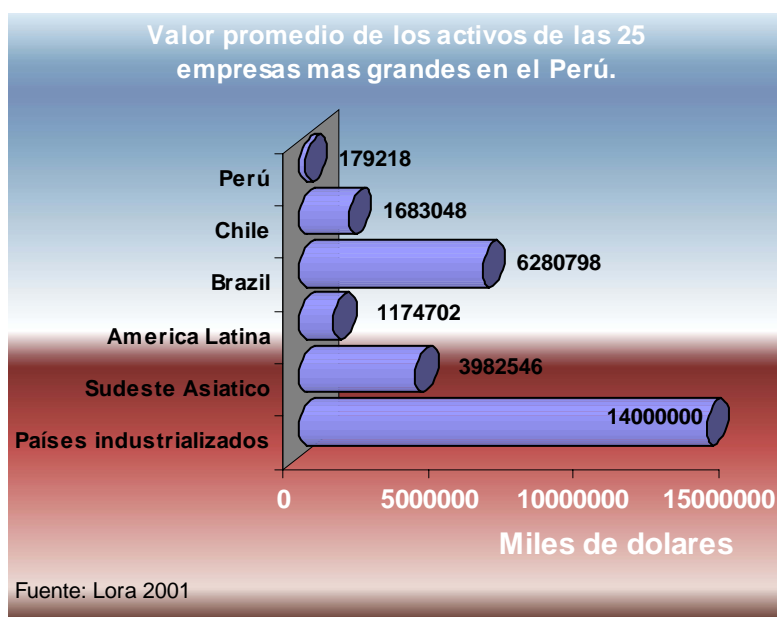 Valor promedio de los activos de las 25
empresas mas grandes en el Perú.
Perú 179218
Chile 1683048
Brazil 6280798
America Latina 1174702
Sudeste Asiatico 3982546
Países industrializados 14000000
0 5000000 10000000 15000000
Miles de dolares
Fuente: Lora 2001